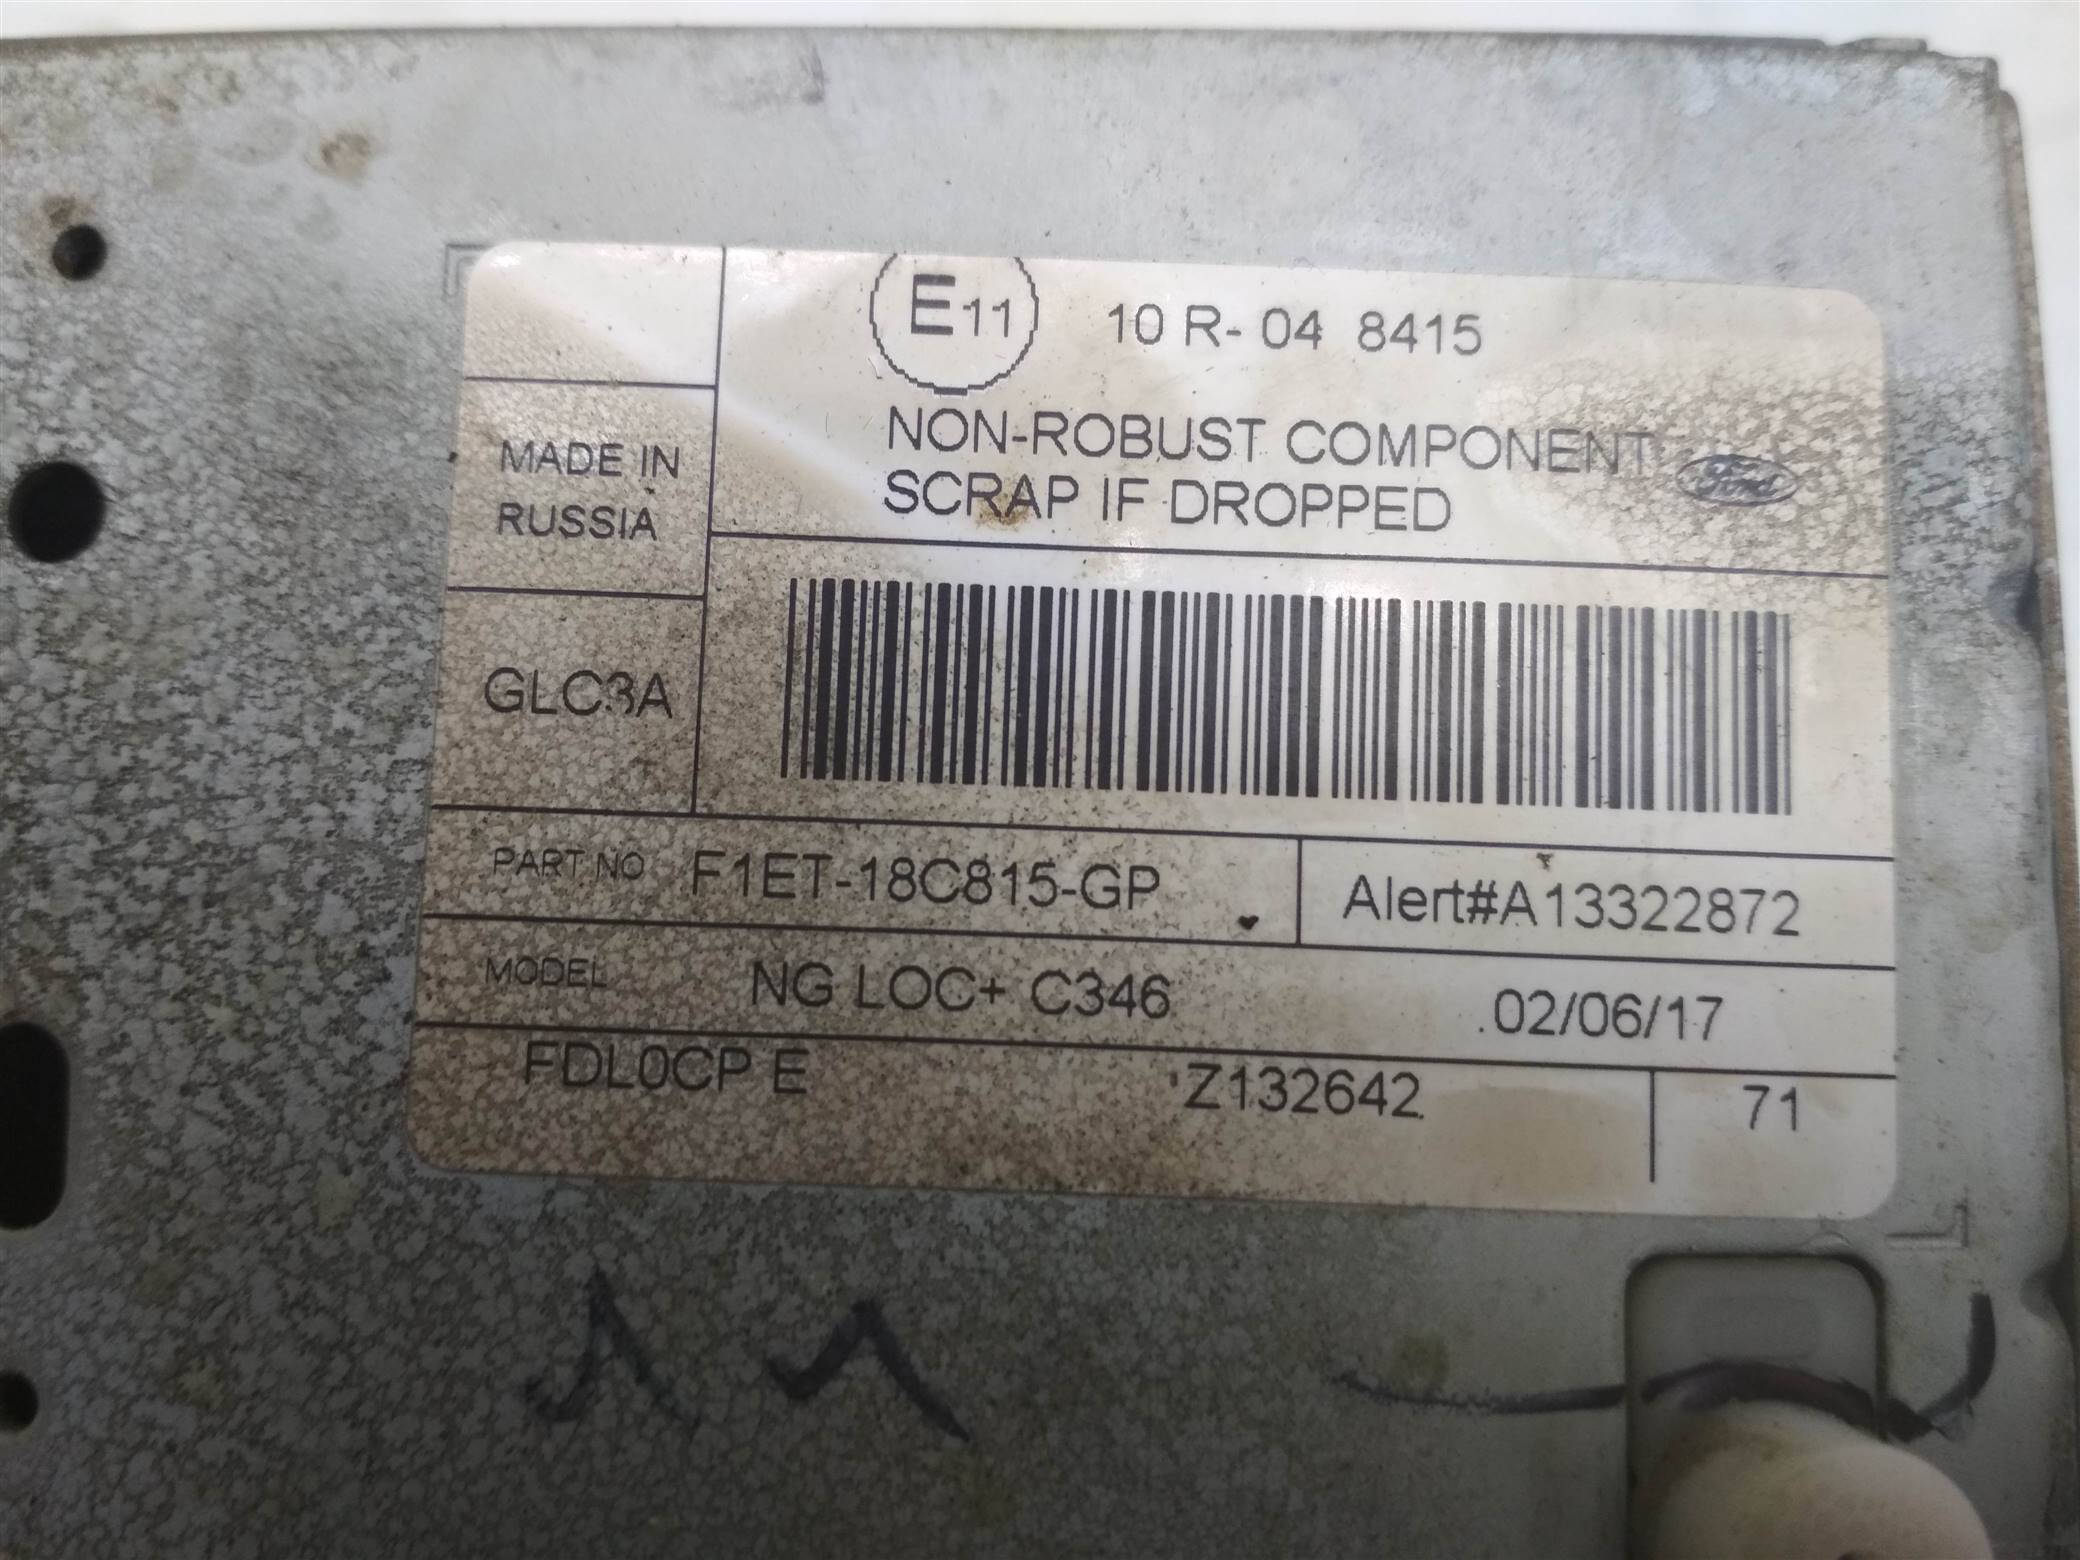 E11 10 R- 04 8415
NON-ROBUST COMPONENT
SCRAP IF DROPPED
Ford
MADE IN
RUSSIA
GLC3A
PART NO F1ET-18C815-GP Alert#A13322872
MODEL NG LOC+ C346 02/06/17
FDL0CP E Z132642 71